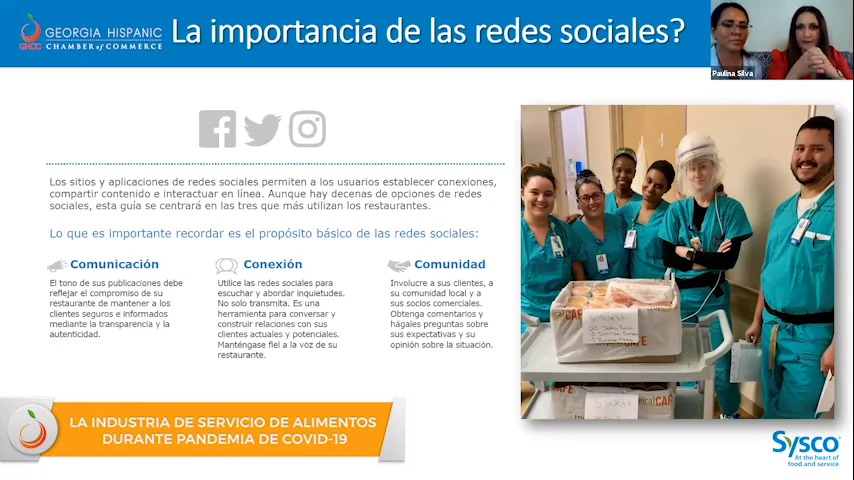 GEORGIA HISPANIC
CHAMBER of COMMERCE
GHCC
La importancia de las redes sociales?
Paulina Silva
Los sitios y aplicaciones de redes sociales permiten a los usuarios establecer conexiones,
compartir contenido e interactuar en línea. Aunque hay decenas de opciones de redes
sociales, esta guía se centrará en las tres que más utilizan los restaurantes.
Lo que es importante recordar es el propósito básico de las redes sociales:
Comunicación
El tono de sus publicaciones debe
reflejar el compromiso de su
restaurante de mantener a los
clientes seguros e informados
mediante la transparencia y la
autenticidad.
Conexión
Utilice las redes sociales para
escuchar y abordar inquietudes.
No solo transmita. Es una
herramienta para conversar y
construir relaciones con sus
clientes actuales y potenciales.
Manténgase fiel a la voz de su
restaurante.
Comunidad
Involucre a sus clientes, a
su comunidad local y a
sus socios comerciales.
Obtenga comentarios y
hágales preguntas sobre
sus expectativas y su
opinión sobre la situación.
5 West
CAFE
5 West
CAFE
LA INDUSTRIA DE SERVICIO DE ALIMENTOS
DURANTE PANDEMIA DE COVID-19
Sysco
At the heart of
food and service